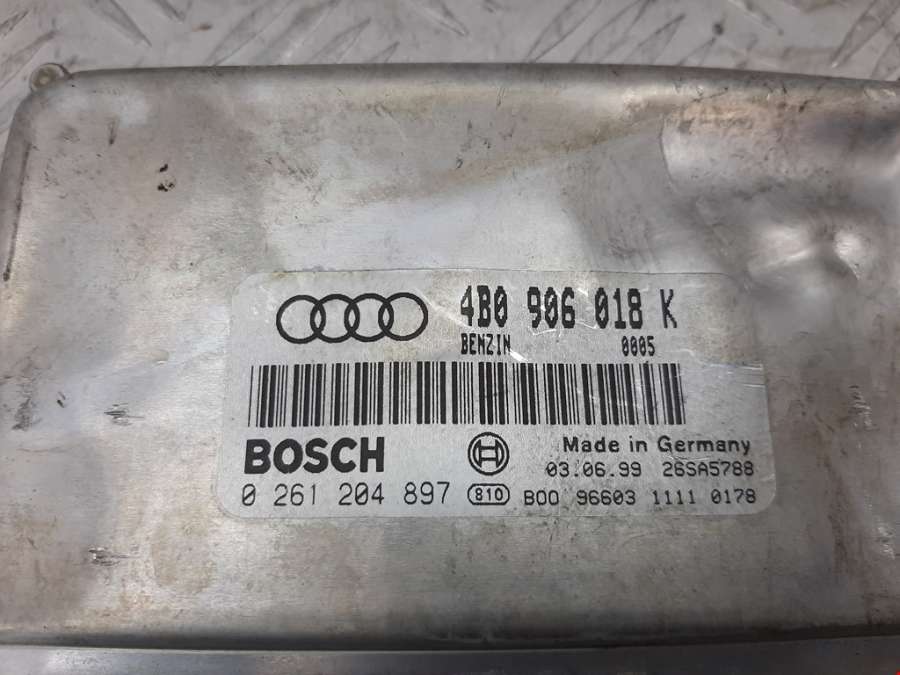 4B0 906 018 K
BENZIN 0005
BOSCH Made in Germany
03.06.99 26SA5788
0 261 204 897 810 B00 96603 1111 0178